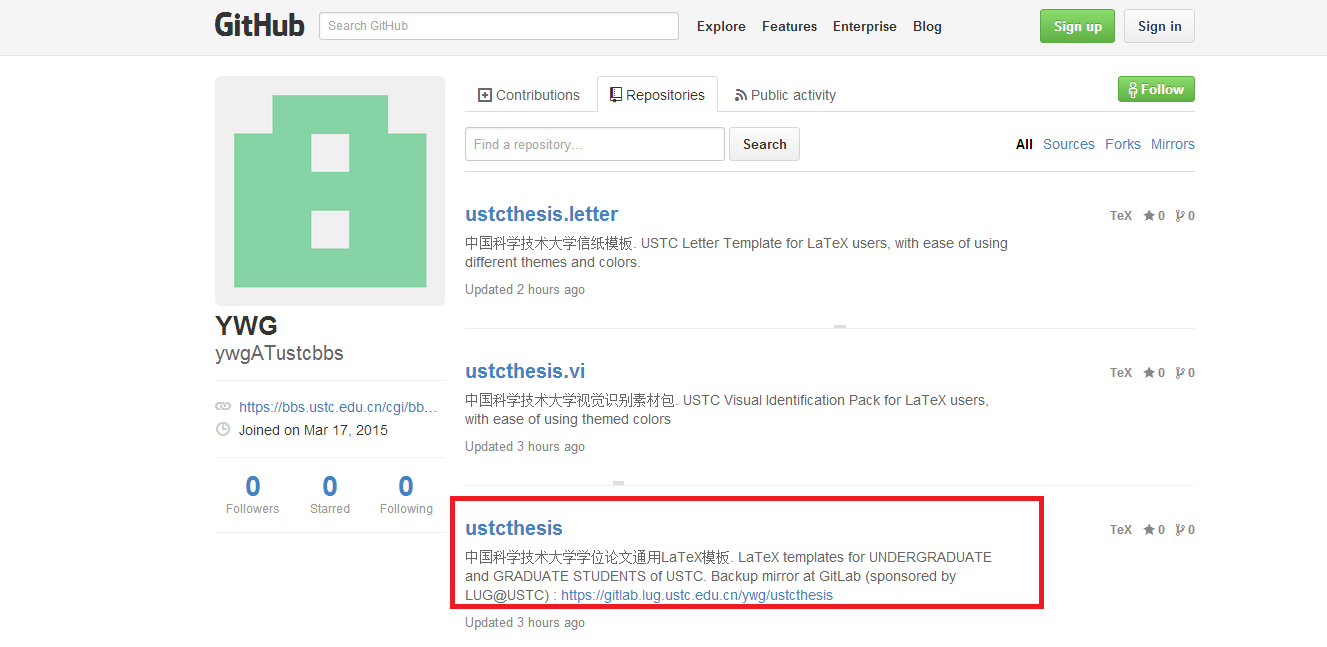 GitHub Search GitHub Explore Features Enterprise Blog Sign up Sign in
Contributions Repositories Public activity Follow
Find a repository… Search All Sources Forks Mirrors
YWG
ywgATustcbbs
https://bbs.ustc.edu.cn/cgi/bb...
Joined on Mar 17, 2015
0 0 0
Followers Starred Following
ustcthesis.letter TeX 0 0
中国科学技术大学信纸模板. USTC Letter Template for LaTeX users, with ease of using
different themes and colors.
Updated 2 hours ago
ustcthesis.vi TeX 0 0
中国科学技术大学视觉识别素材包. USTC Visual Identification Pack for LaTeX users,
with ease of using themed colors
Updated 3 hours ago
ustcthesis TeX 0 0
中国科学技术大学学位论文通用LaTeX模板. LaTeX templates for UNDERGRADUATE
and GRADUATE STUDENTS of USTC. Backup mirror at GitLab (sponsored by
LUG@USTC) : https://gitlab.lug.ustc.edu.cn/ywg/ustcthesis
Updated 3 hours ago